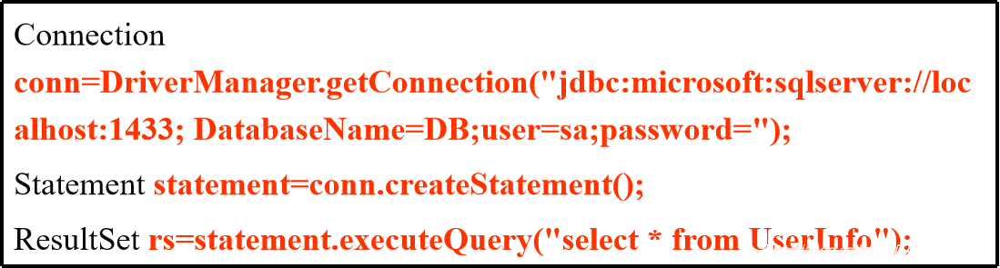 Connection
conn=DriverManager.getConnection("jdbc:microsoft:sqlserver://loc
alhost:1433; DatabaseName=DB;user=sa;password=");
Statement statement=conn.createStatement();
ResultSet rs=statement.executeQuery("select * from UserInfo");